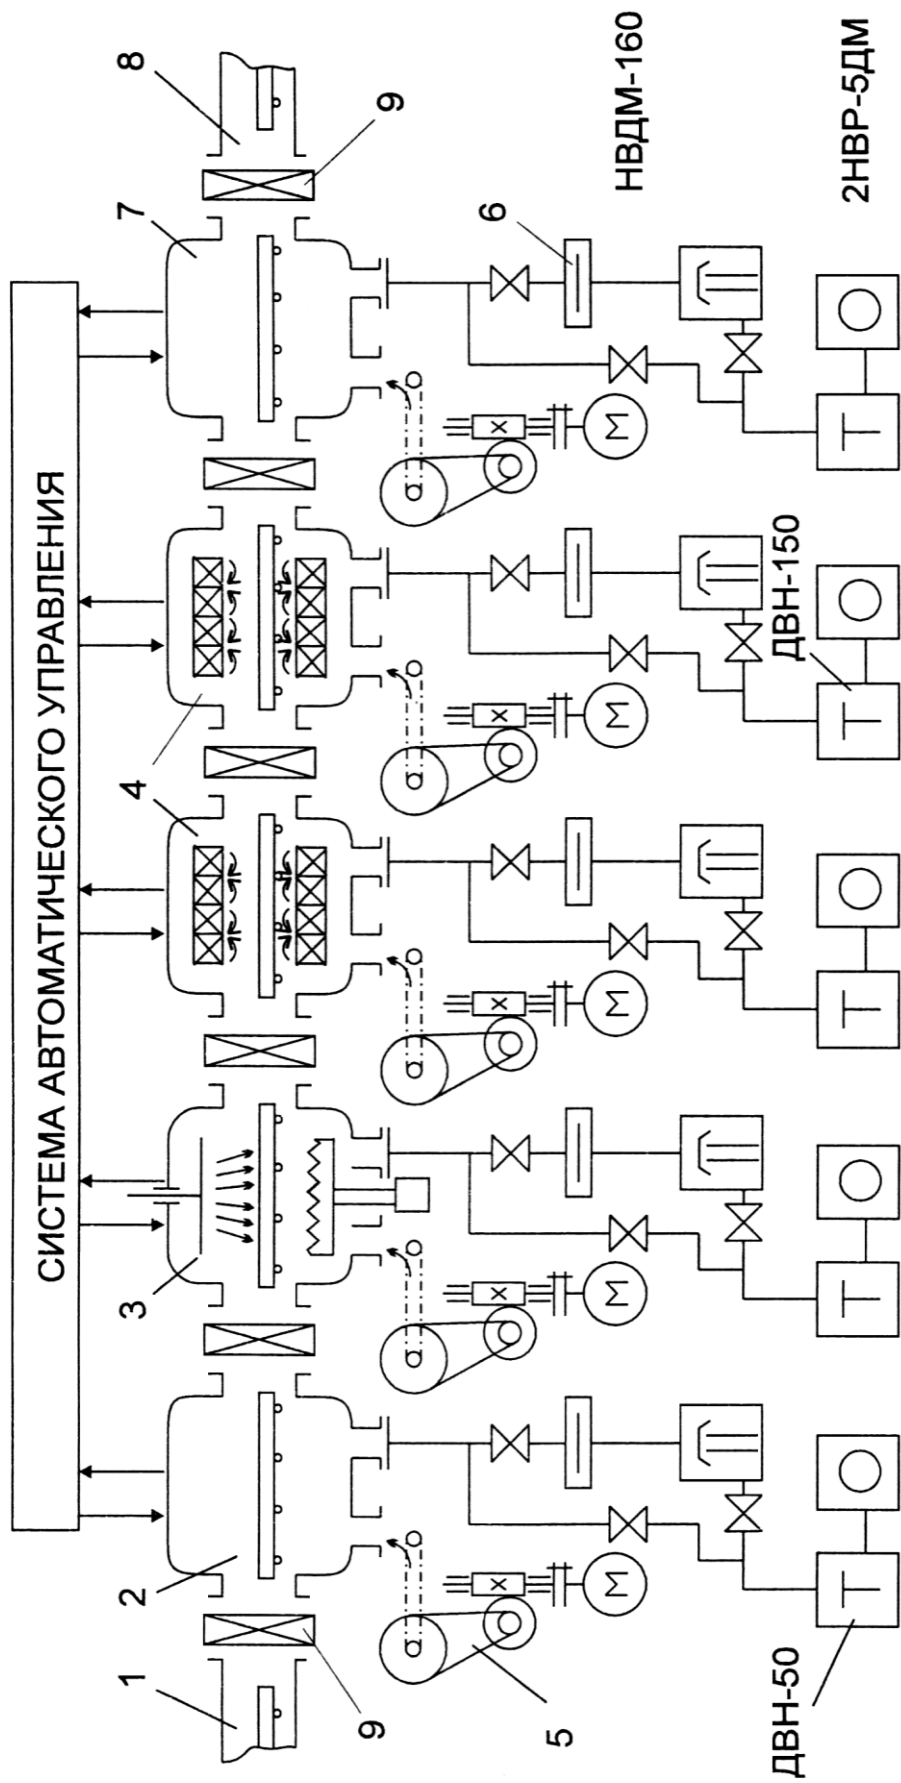 СИСТЕМА АВТОМАТИЧЕСКОГО УПРАВЛЕНИЯ
1
2
3
4
4
7
8
9
9
5
6
М
М
М
М
М
НВДМ-160
ДВН-50
ДВН-150
2НВР-5ДМ